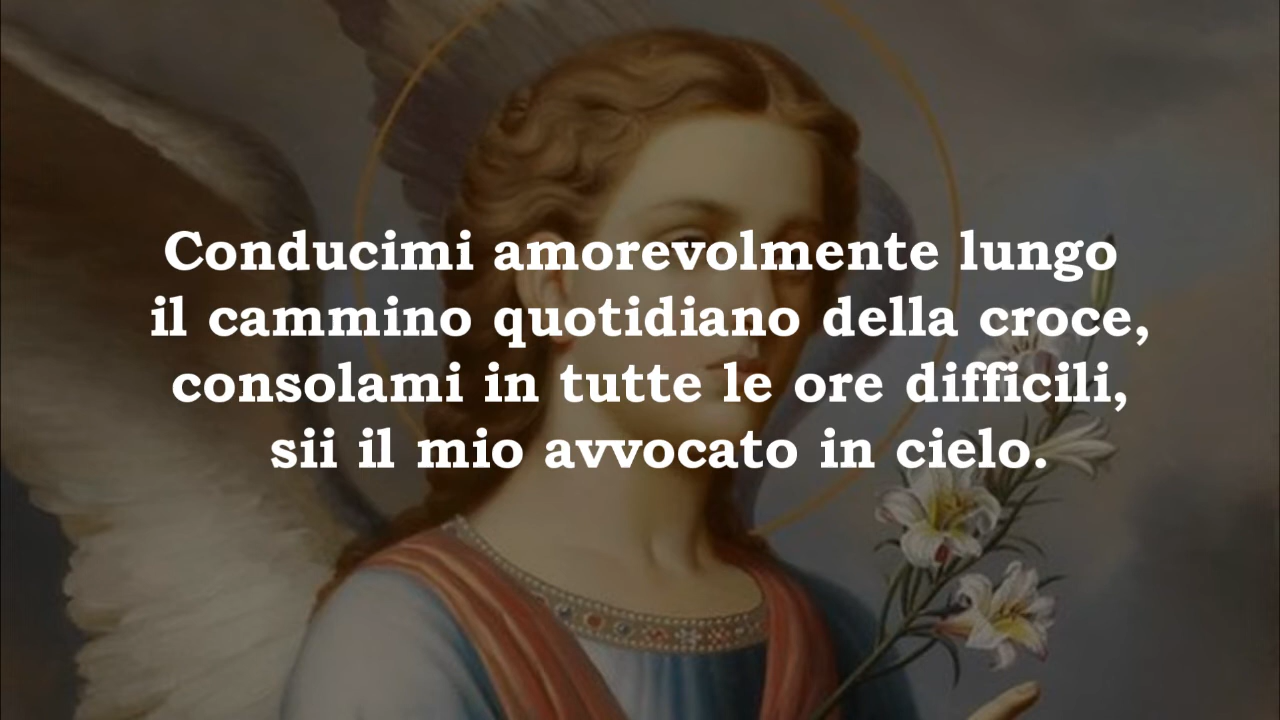 Conducimi amorevolmente lungo
il cammino quotidiano della croce,
consolami in tutte le ore difficili,
sii il mio avvocato in cielo.